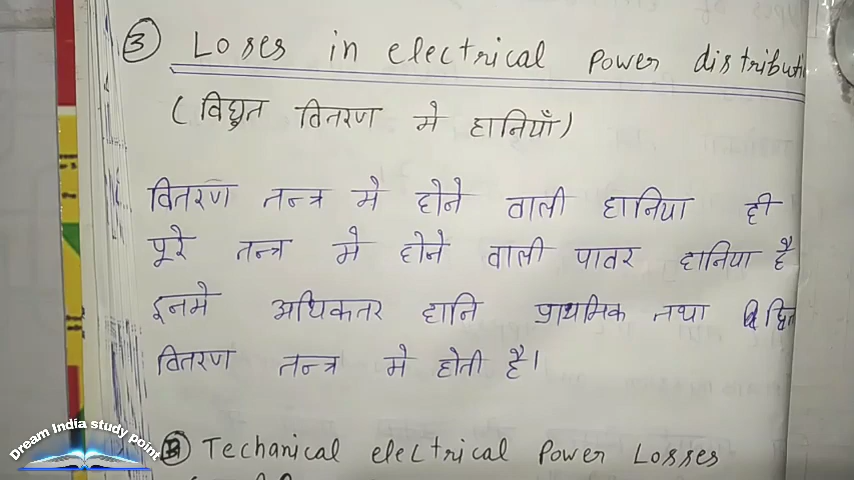 ③ Loses in electrical power distributi
(विद्युत वितरण मे हानियाँ)
वितरण तन्त्र मे होने वाली हानिया ही
पूरे तन्त्र मे होने वाली पावर हानिया है
इनमे अधिकतर हानि प्राथमिक तथा
वितरण तन्त्र मे होती है।
Techanical electrical Power Losses
Dream India study point